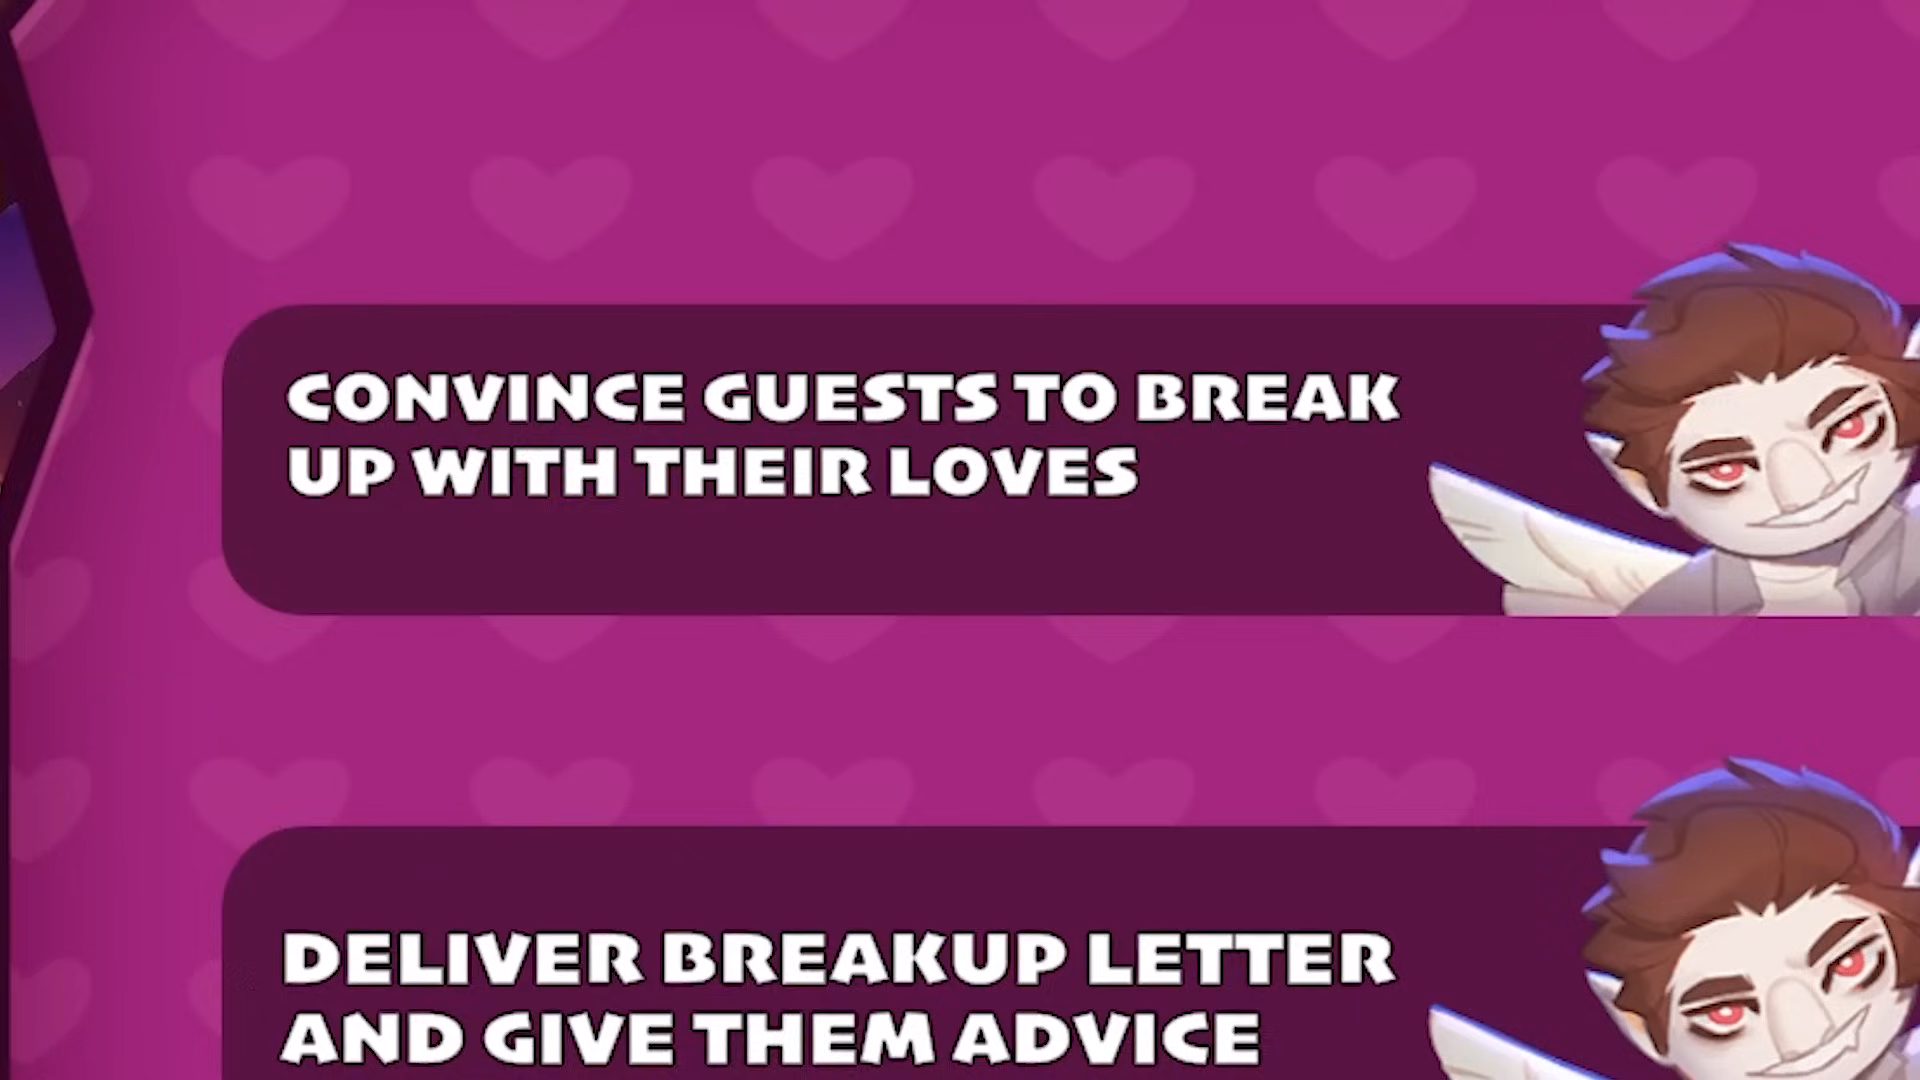 CONVINCE GUESTS TO BREAK
UP WITH THEIR LOVES
DELIVER BREAKUP LETTER
AND GIVE THEM ADVICE